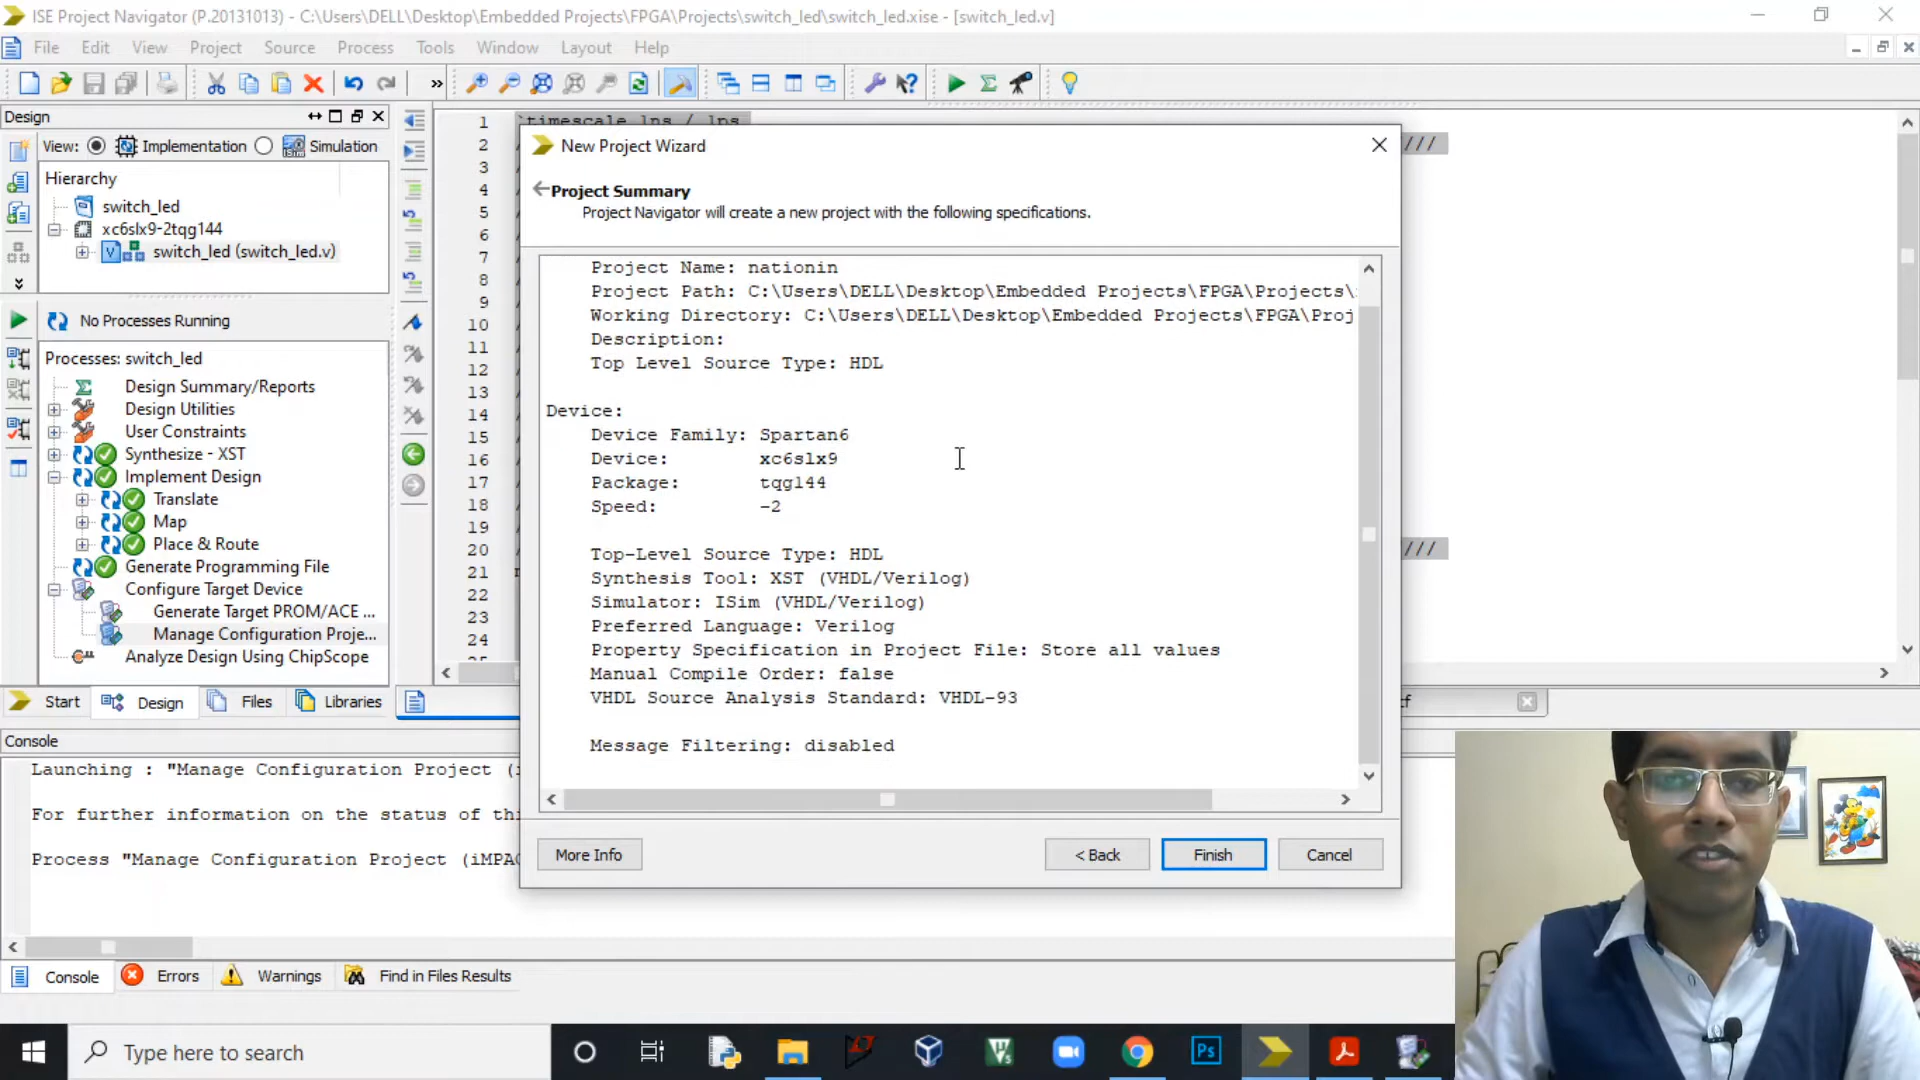 ISE Project Navigator (P.20131013) - C:\Users\DELL\Desktop\Embedded Projects\FPGA\Projects\switch_led\switch_led.xise - [switch_led.v]
File Edit View Project Source Process Tools Window Layout Help
Design
View: Implementation Simulation
Hierarchy
switch_led
xc6slx9-2tqg144
switch_led (switch_led.v)
No Processes Running
Processes: switch_led
Design Summary/Reports
Design Utilities
User Constraints
Synthesize - XST
Implement Design
Translate
Map
Place & Route
Generate Programming File
Configure Target Device
Generate Target PROM/ACE ...
Manage Configuration Proje...
Analyze Design Using ChipScope
Start Design Files Libraries
1 `timescale 1ns / 1ps
2 ///
3
4
5
6
7
8
9
10
11
12
13
14
15
16
17
18
19
20 ///
21
22
23
24
New Project Wizard
Project Summary
Project Navigator will create a new project with the following specifications.
Project Name: nationin
Project Path: C:\Users\DELL\Desktop\Embedded Projects\FPGA\Projects\
Working Directory: C:\Users\DELL\Desktop\Embedded Projects\FPGA\Proj
Description:
Top Level Source Type: HDL
Device:
Device Family: Spartan6
Device: xc6slx9
Package: tqg144
Speed: -2
Top-Level Source Type: HDL
Synthesis Tool: XST (VHDL/Verilog)
Simulator: ISim (VHDL/Verilog)
Preferred Language: Verilog
Property Specification in Project File: Store all values
Manual Compile Order: false
VHDL Source Analysis Standard: VHDL-93
Message Filtering: disabled
More Info < Back Finish Cancel
Console
Launching : "Manage Configuration Project (
For further information on the status of thi
Process "Manage Configuration Project (iMPAC
Console Errors Warnings Find in Files Results
Type here to search
Ps